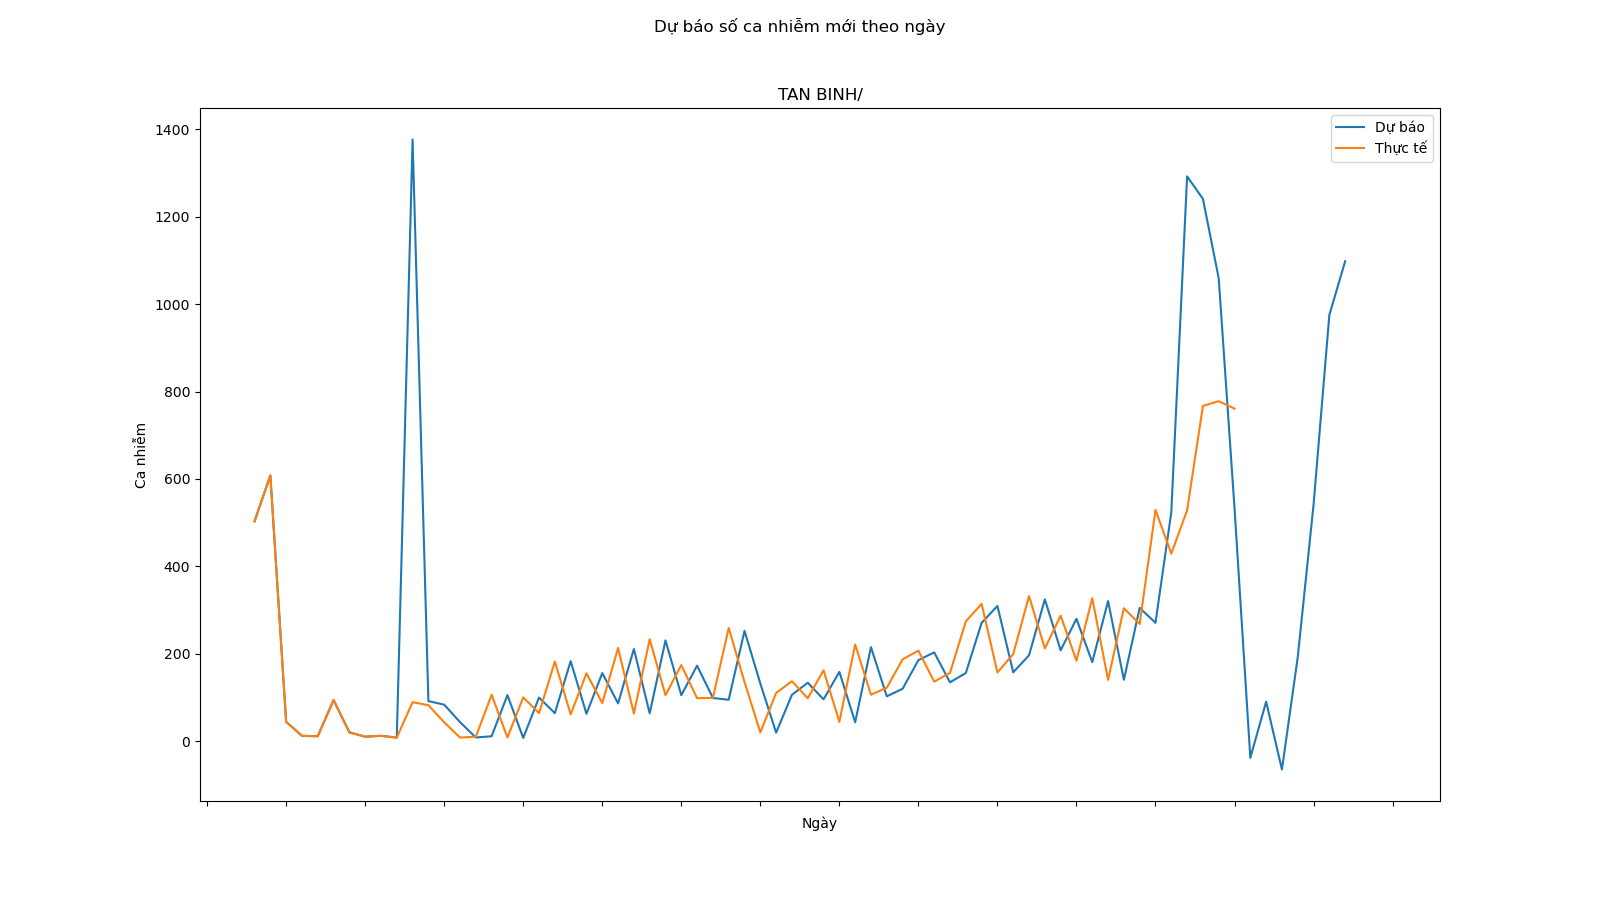 Dự báo số ca nhiễm mới theo ngày
TAN BINH/
Dự báo
Thực tế
1400
1200
1000
800
600
400
200
0
Ca nhiễm
Ngày